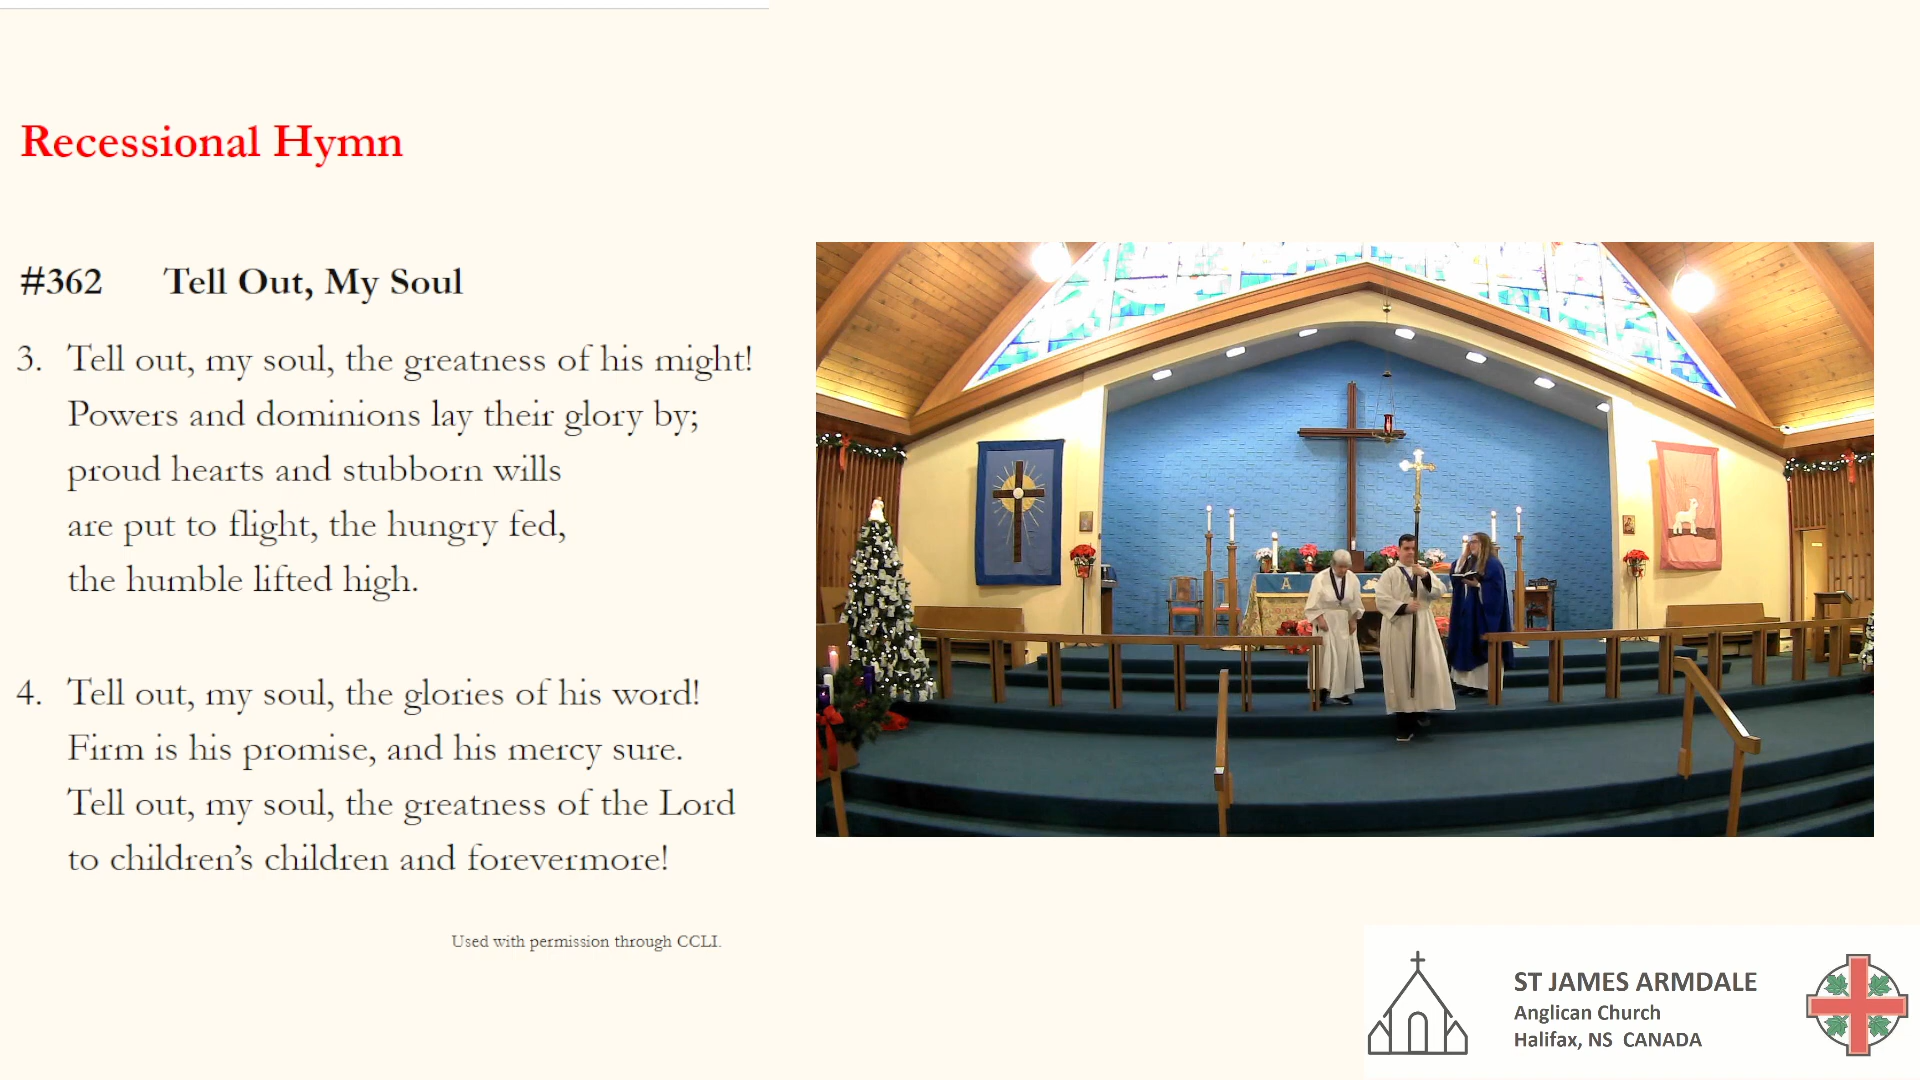 Recessional Hymn
#362 Tell Out, My Soul
3. Tell out, my soul, the greatness of his might!
Powers and dominions lay their glory by;
proud hearts and stubborn wills
are put to flight, the hungry fed,
the humble lifted high.
4. Tell out, my soul, the glories of his word!
Firm is his promise, and his mercy sure.
Tell out, my soul, the greatness of the Lord
to children’s children and forevermore!
Used with permission through CCLI.
A
ST JAMES ARMDALE
Anglican Church
Halifax, NS CANADA